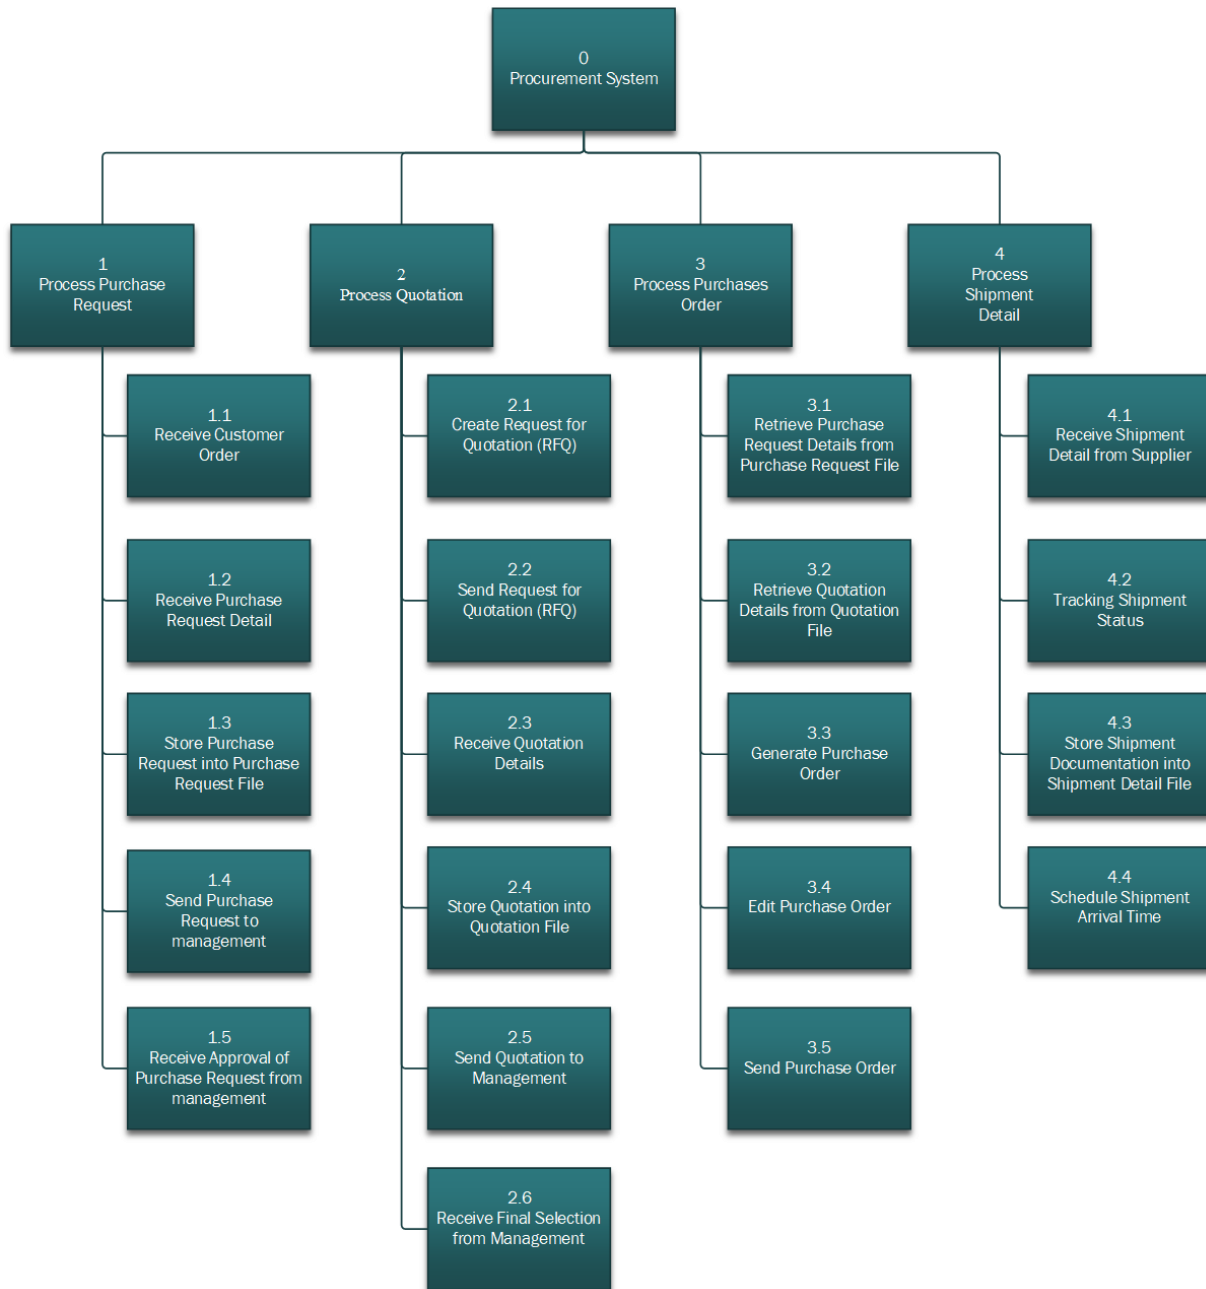 0
Procurement System
1
Process Purchase
Request
2
Process Quotation
3
Process Purchases
Order
4
Process
Shipment
Detail
1.1
Receive Customer
Order
1.2
Receive Purchase
Request Detail
1.3
Store Purchase
Request into Purchase
Request File
1.4
Send Purchase
Request to
management
1.5
Receive Approval of
Purchase Request from
management
2.1
Create Request for
Quotation (RFQ)
2.2
Send Request for
Quotation (RFQ)
2.3
Receive Quotation
Details
2.4
Store Quotation into
Quotation File
2.5
Send Quotation to
Management
2.6
Receive Final Selection
from Management
3.1
Retrieve Purchase
Request Details from
Purchase Request File
3.2
Retrieve Quotation
Details from Quotation
File
3.3
Generate Purchase
Order
3.4
Edit Purchase Order
3.5
Send Purchase Order
4.1
Receive Shipment
Detail from Supplier
4.2
Tracking Shipment
Status
4.3
Store Shipment
Documentation into
Shipment Detail File
4.4
Schedule Shipment
Arrival Time